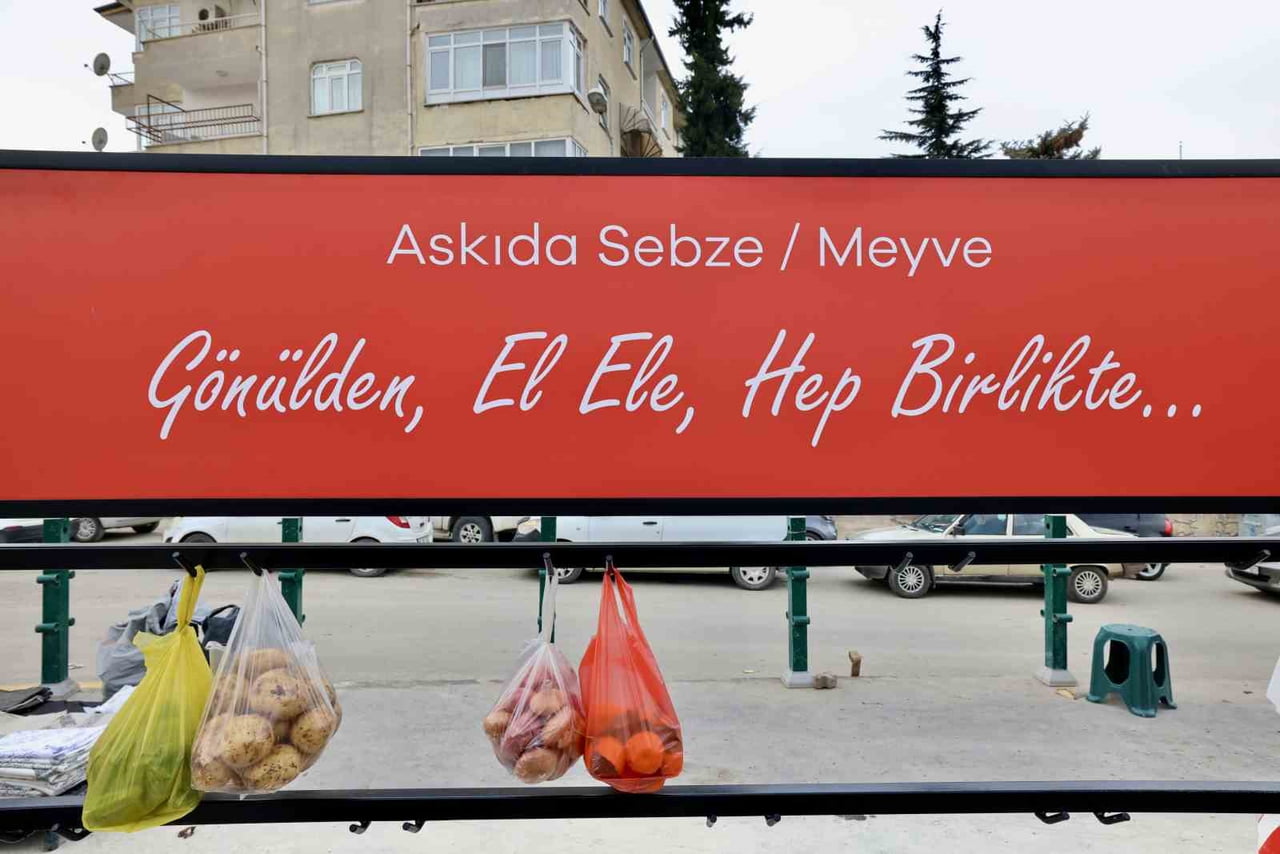 Askıda Sebze / Meyve
Gönülden, El Ele, Hep Birlikte...